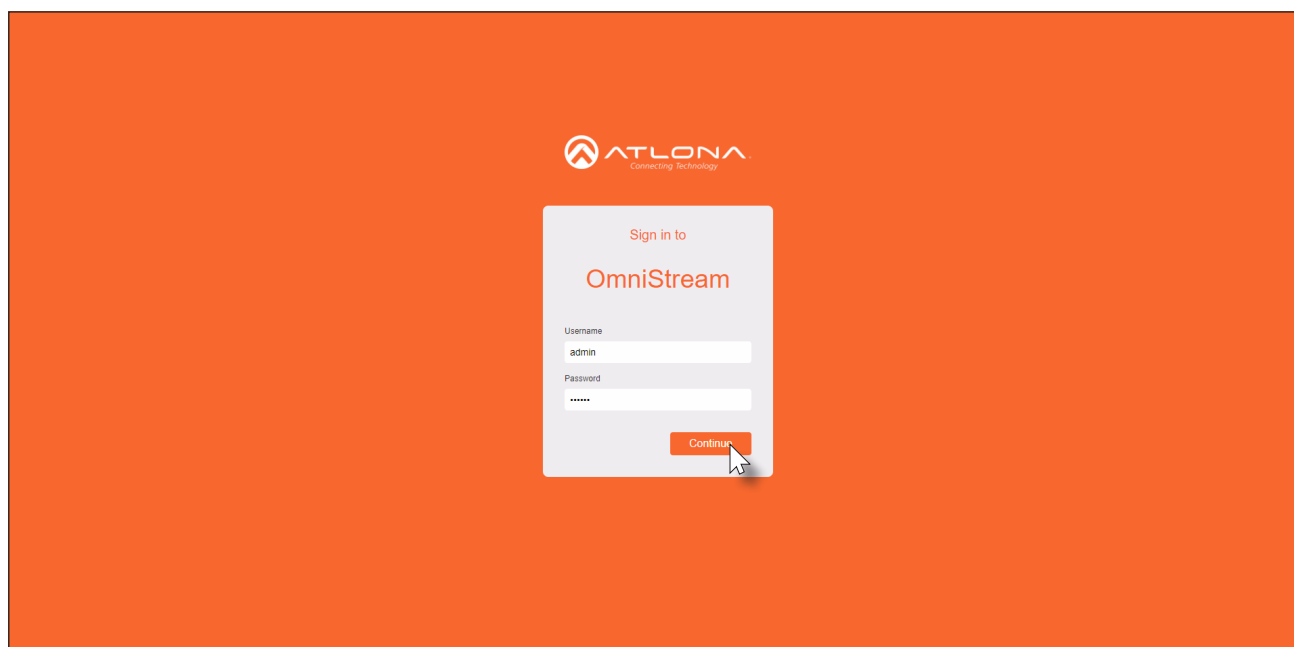 ATLONA.
Connecting Technology
Sign in to
OmniStream
Username
admin
Password
••••••
Continue